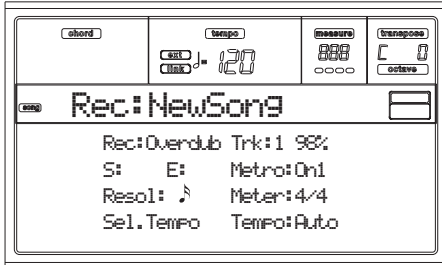 chord tempo measure transpose
ext ♩= 120 888 C 0
link octave
song Rec:NewSong
Rec:Overdub Trk:1 98%
S: E: Metro:On1
Resol: Meter:4/4
Sel.Tempo Tempo:Auto